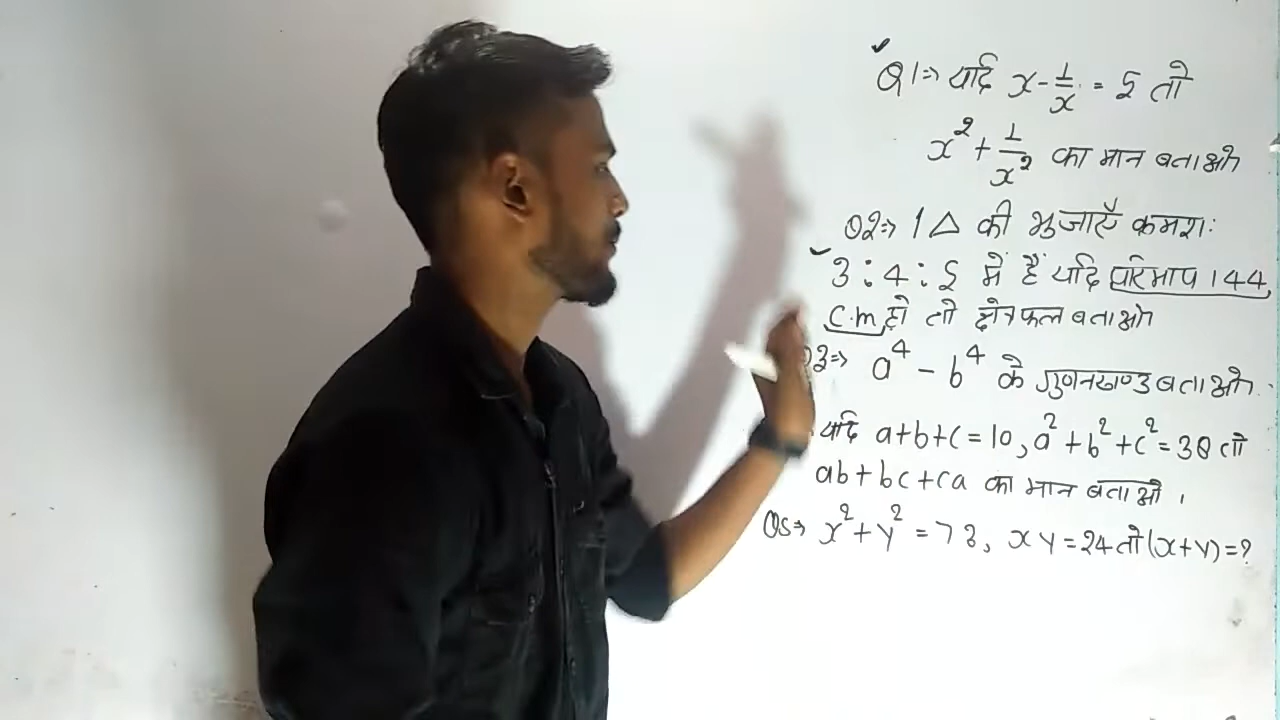 Q1⇒ यदि x-1/x = 5 तो
x²+1/x² का मान बताओ
Q2⇒ 1△ की भुजाएँ क्रमशः
3:4:5 में हैं यदि परिमाप 144
c.m हो तो क्षेत्रफल बताओ
Q3⇒ a⁴-b⁴ के गुणनखण्ड बताओ।
यदि a+b+c=10, a²+b²+c²=38 तो
ab+bc+ca का मान बताओ।
Q5⇒ x²+y²=73, xy=24 तो (x+y)=?